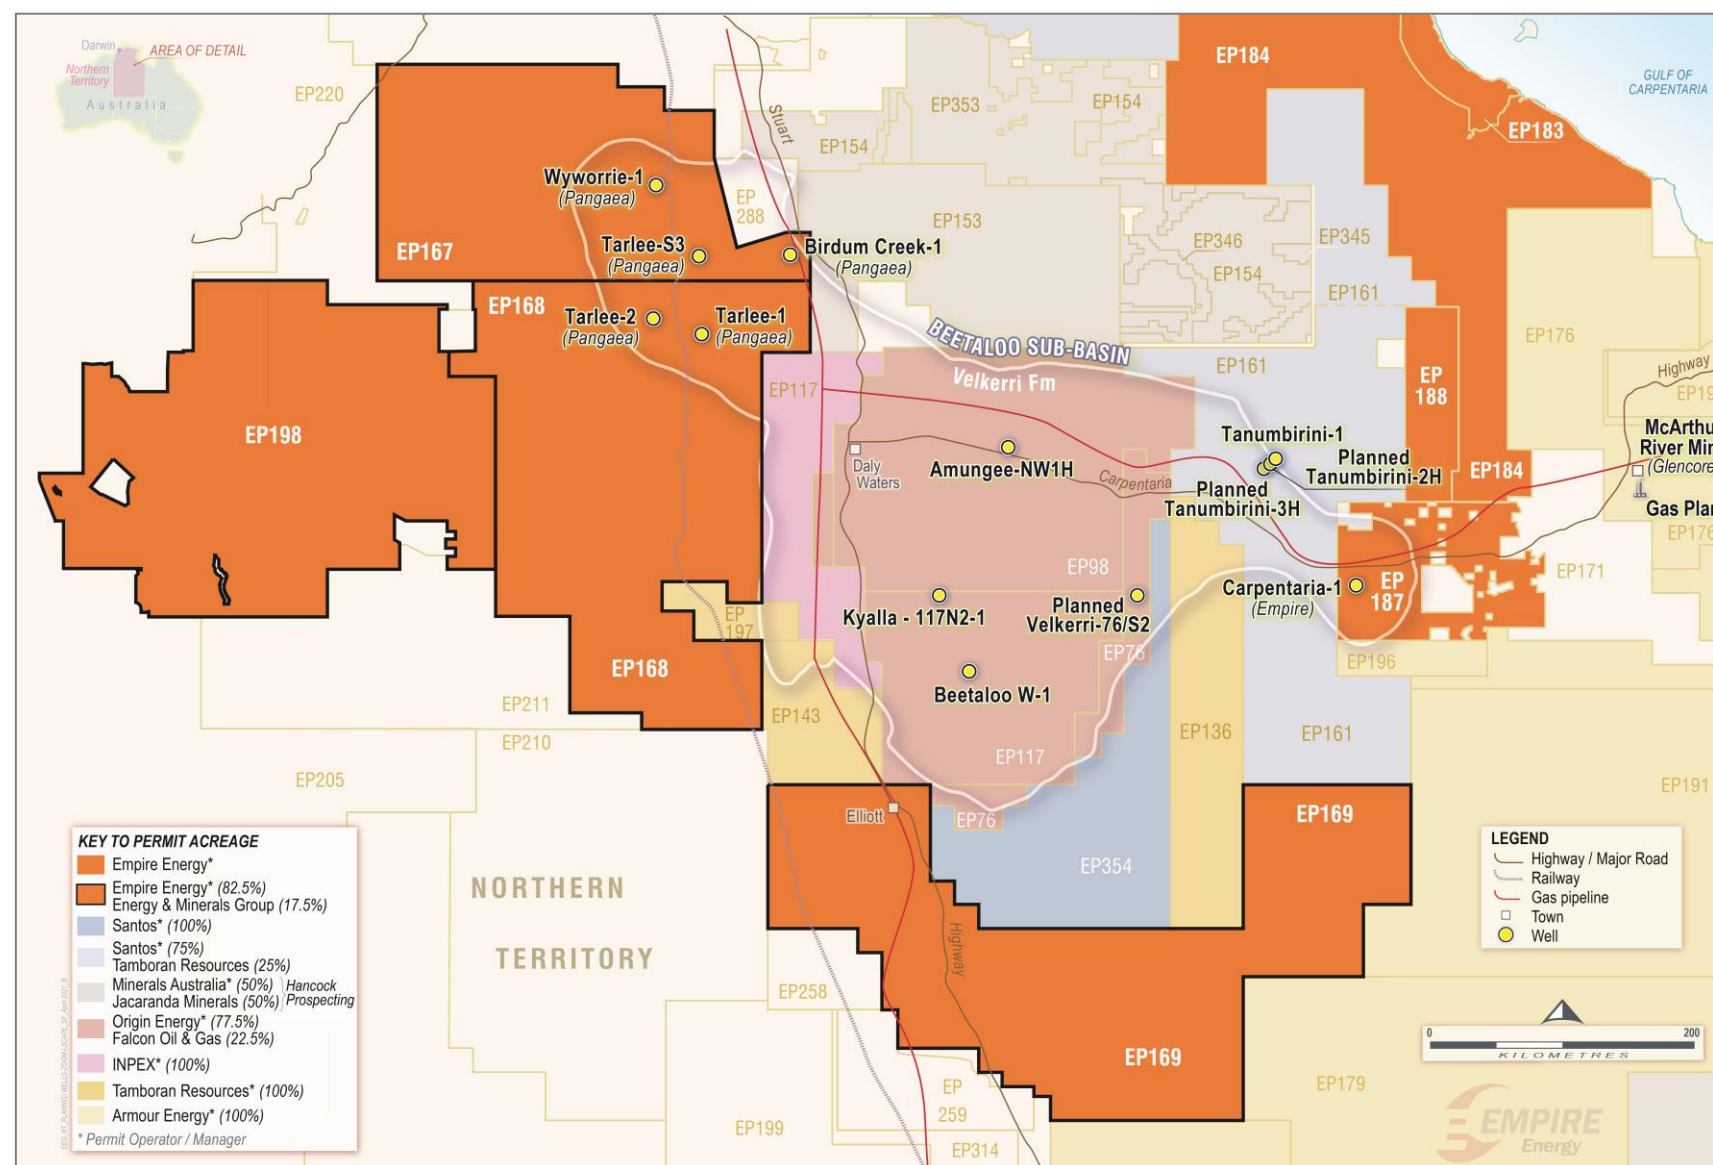 Darwin
AREA OF DETAIL
Northern
Territory
Australia
EP220
EP184
GULF OF
CARPENTARIA
EP353
EP154
Stuart
EP183
EP154
Wyworrie-1
(Pangaea)
EP
288
EP153
EP346
EP345
EP167
Tarlee-S3
(Pangaea)
Birdum Creek-1
(Pangaea)
EP154
EP161
EP168
Tarlee-2
(Pangaea)
Tarlee-1
(Pangaea)
BEETALOO SUB-BASIN
Velkerri Fm
EP176
EP161
EP117
EP
188
Highway
EP19
EP198
Tanumbirini-1
McArthu
River Min
(Glencore
Amungee-NW1H
Daly
Waters
Carpentaria
Planned
Tanumbirini-2H
EP184
Planned
Tanumbirini-3H
Gas Plan
EP176
EP98
EP171
Carpentaria-1
(Empire)
EP
187
Kyalla - 117N2-1
Planned
Velkerri-76/S2
EP
197
EP76
EP196
EP168
Beetaloo W-1
EP211
EP143
EP136
EP161
EP210
EP117
EP205
EP191
Elliott
EP76
EP169
EP354
KEY TO PERMIT ACREAGE
Empire Energy*
Empire Energy* (82.5%)
Energy & Minerals Group (17.5%)
Santos* (100%)
Santos* (75%)
Tamboran Resources (25%)
Minerals Australia* (50%) Hancock
Jacaranda Minerals (50%) Prospecting
Origin Energy* (77.5%)
Falcon Oil & Gas (22.5%)
INPEX* (100%)
Tamboran Resources* (100%)
Armour Energy* (100%)
* Permit Operator / Manager
NORTHERN
TERRITORY
Highway
LEGEND
Highway / Major Road
Railway
Gas pipeline
Town
Well
EP258
EP169
0 200
KILOMETRES
EP
259
EP179
EP199
EP314
EMPIRE
Energy